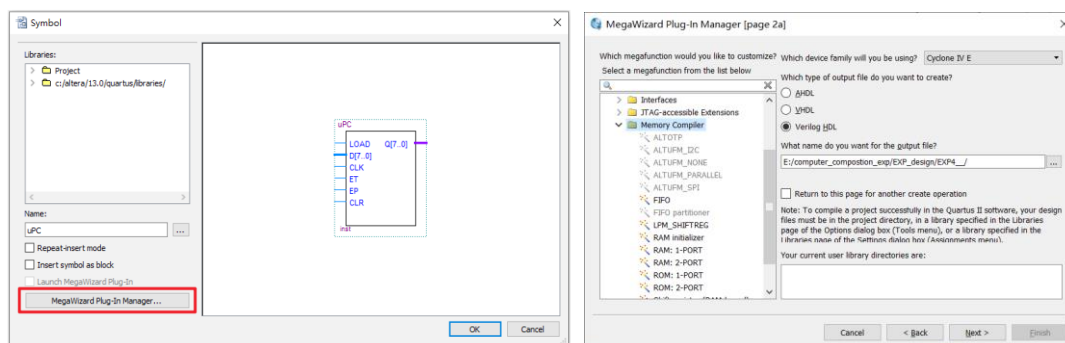 Symbol
Libraries:
Project
c:/altera/13.0/quartus/libraries/
Name:
uPC
...
Repeat-insert mode
Insert symbol as block
Launch MegaWizard Plug-In
MegaWizard Plug-In Manager...
uPC
LOAD Q[7..0]
D[7..0]
CLK
ET
EP
CLR
inst
OK Cancel
MegaWizard Plug-In Manager [page 2a]
Which megafunction would you like to customize?
Select a megafunction from the list below
Interfaces
JTAG-accessible Extensions
Memory Compiler
ALTOTP
ALTUFM_I2C
ALTUFM_NONE
ALTUFM_PARALLEL
ALTUFM_SPI
FIFO
FIFO partitioner
LPM_SHIFTREG
RAM initializer
RAM: 1-PORT
RAM: 2-PORT
ROM: 1-PORT
ROM: 2-PORT
Which device family will you be using? Cyclone IV E
Which type of output file do you want to create?
AHDL
VHDL
Verilog HDL
What name do you want for the output file?
E:/computer_compostion_exp/EXP_design/EXP4__/ ...
Return to this page for another create operation
Note: To compile a project successfully in the Quartus II software, your design
files must be in the project directory, in a library specified in the Libraries
page of the Options dialog box (Tools menu), or a library specified in the
Libraries page of the Settings dialog box (Assignments menu).
Your current user library directories are:
Cancel < Back Next > Finish